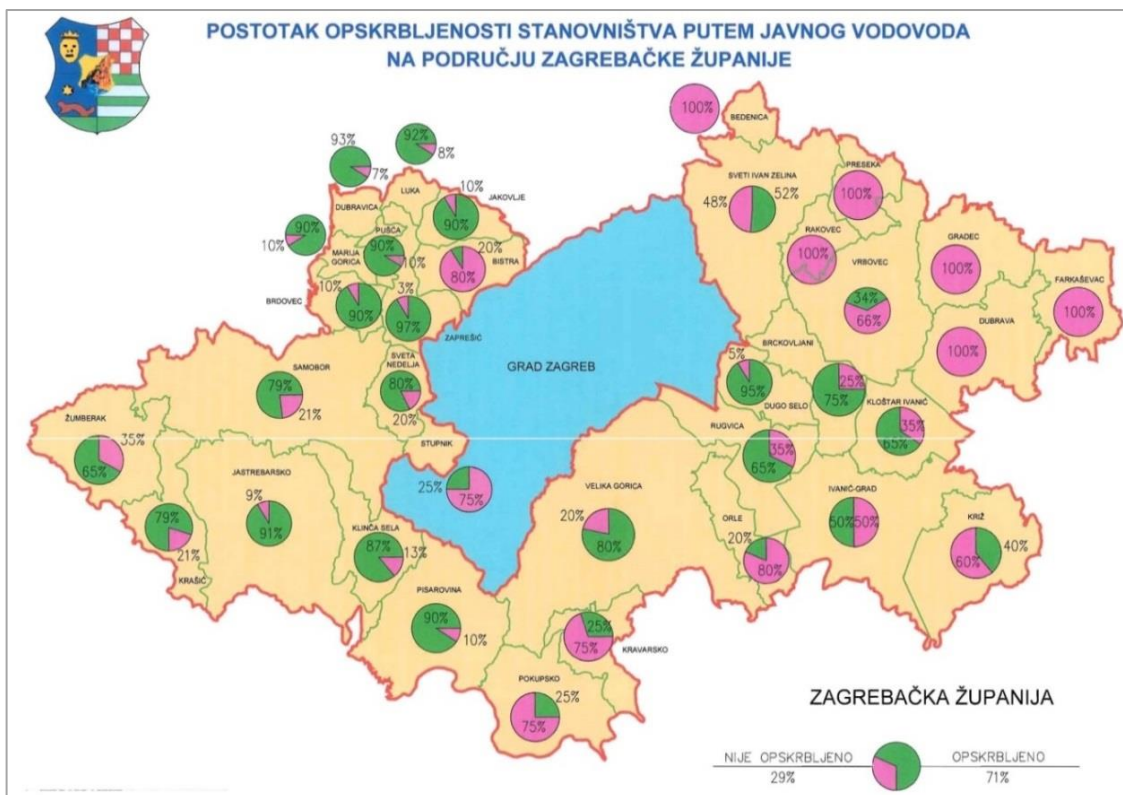 POSTOTAK OPSKRBLJENOSTI STANOVNIŠTVA PUTEM JAVNOG VODOVODA
NA PODRUČJU ZAGREBAČKE ŽUPANIJE
100%
BEDENICA
93%
7%
92%
8%
LUKA
10%
JAKOVLJE
90%
DUBRAVICA
SVETI IVAN ZELINA
48%
52%
PRESEKA
100%
90%
10%
PUŠĆA
90%
10%
MARIJA
GORICA
20%
BISTRA
80%
RAKOVEC
100%
VRBOVEC
34%
66%
GRADEC
100%
FARKAŠEVAC
100%
BRDOVEC
10%
90%
3%
97%
ZAPREŠIĆ
DUBRAVA
100%
GRAD ZAGREB
BRCKOVLJANI
5%
95%
DUGO SELO
25%
75%
KLOŠTAR IVANIĆ
35%
65%
SAMOBOR
79%
21%
SVETA
NEDELJA
80%
20%
STUPNIK
25%
75%
RUGVICA
35%
65%
ŽUMBERAK
35%
65%
JASTREBARSKO
9%
91%
79%
21%
KRAŠIĆ
KLINČA SELA
87%
13%
VELIKA GORICA
20%
80%
ORLE
20%
80%
IVANIĆ-GRAD
50%
50%
KRIŽ
40%
60%
PISAROVINA
90%
10%
25%
75%
KRAVARSKO
POKUPSKO
25%
75%
ZAGREBAČKA ŽUPANIJA
NIJE OPSKRBLJENO
29%
OPSKRBLJENO
71%